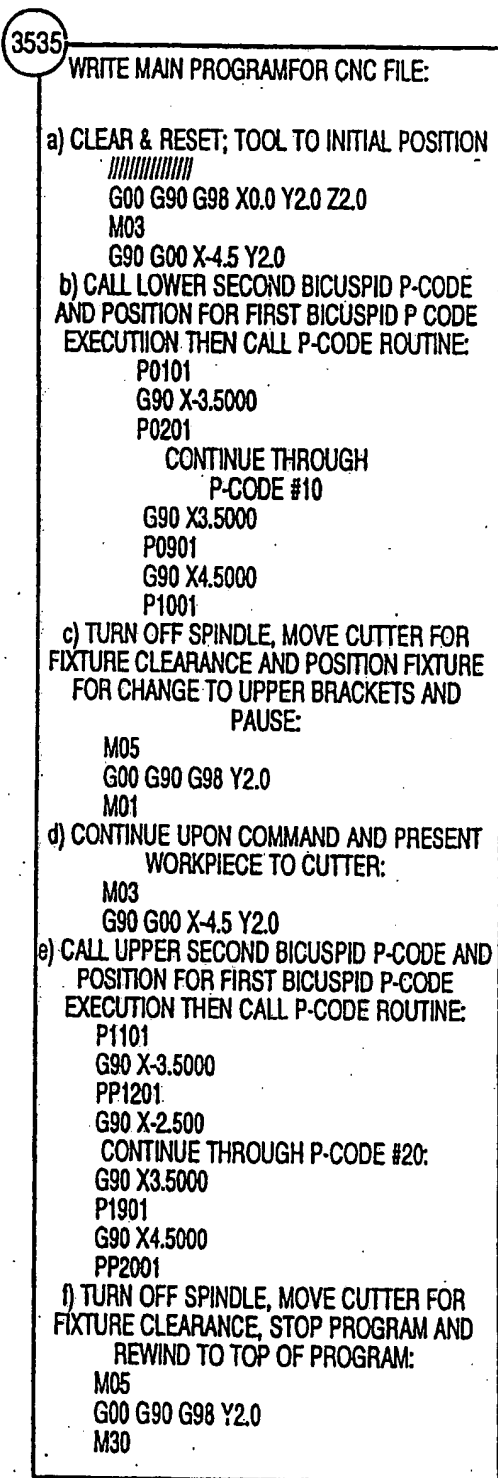 3535
WRITE MAIN PROGRAMFOR CNC FILE:
a) CLEAR & RESET; TOOL TO INITIAL POSITION
////////////////
G00 G90 G98 X0.0 Y2.0 Z2.0
M03
G90 G00 X-4.5 Y2.0
b) CALL LOWER SECOND BICUSPID P-CODE
AND POSITION FOR FIRST BICUSPID P CODE
EXECUTIION THEN CALL P-CODE ROUTINE:
P0101
G90 X-3.5000
P0201
CONTINUE THROUGH
P-CODE #10
G90 X3.5000
P0901
G90 X4.5000
P1001
c) TURN OFF SPINDLE, MOVE CUTTER FOR
FIXTURE CLEARANCE AND POSITION FIXTURE
FOR CHANGE TO UPPER BRACKETS AND
PAUSE:
M05
G00 G90 G98 Y2.0
M01
d) CONTINUE UPON COMMAND AND PRESENT
WORKPIECE TO CUTTER:
M03
G90 G00 X-4.5 Y2.0
e) CALL UPPER SECOND BICUSPID P-CODE AND
POSITION FOR FIRST BICUSPID P-CODE
EXECUTION THEN CALL P-CODE ROUTINE:
P1101
G90 X-3.5000
PP1201
G90 X-2.500
CONTINUE THROUGH P-CODE #20:
G90 X3.5000
P1901
G90 X4.5000
PP2001
f) TURN OFF SPINDLE, MOVE CUTTER FOR
FIXTURE CLEARANCE, STOP PROGRAM AND
REWIND TO TOP OF PROGRAM:
M05
G00 G90 G98 Y2.0
M30